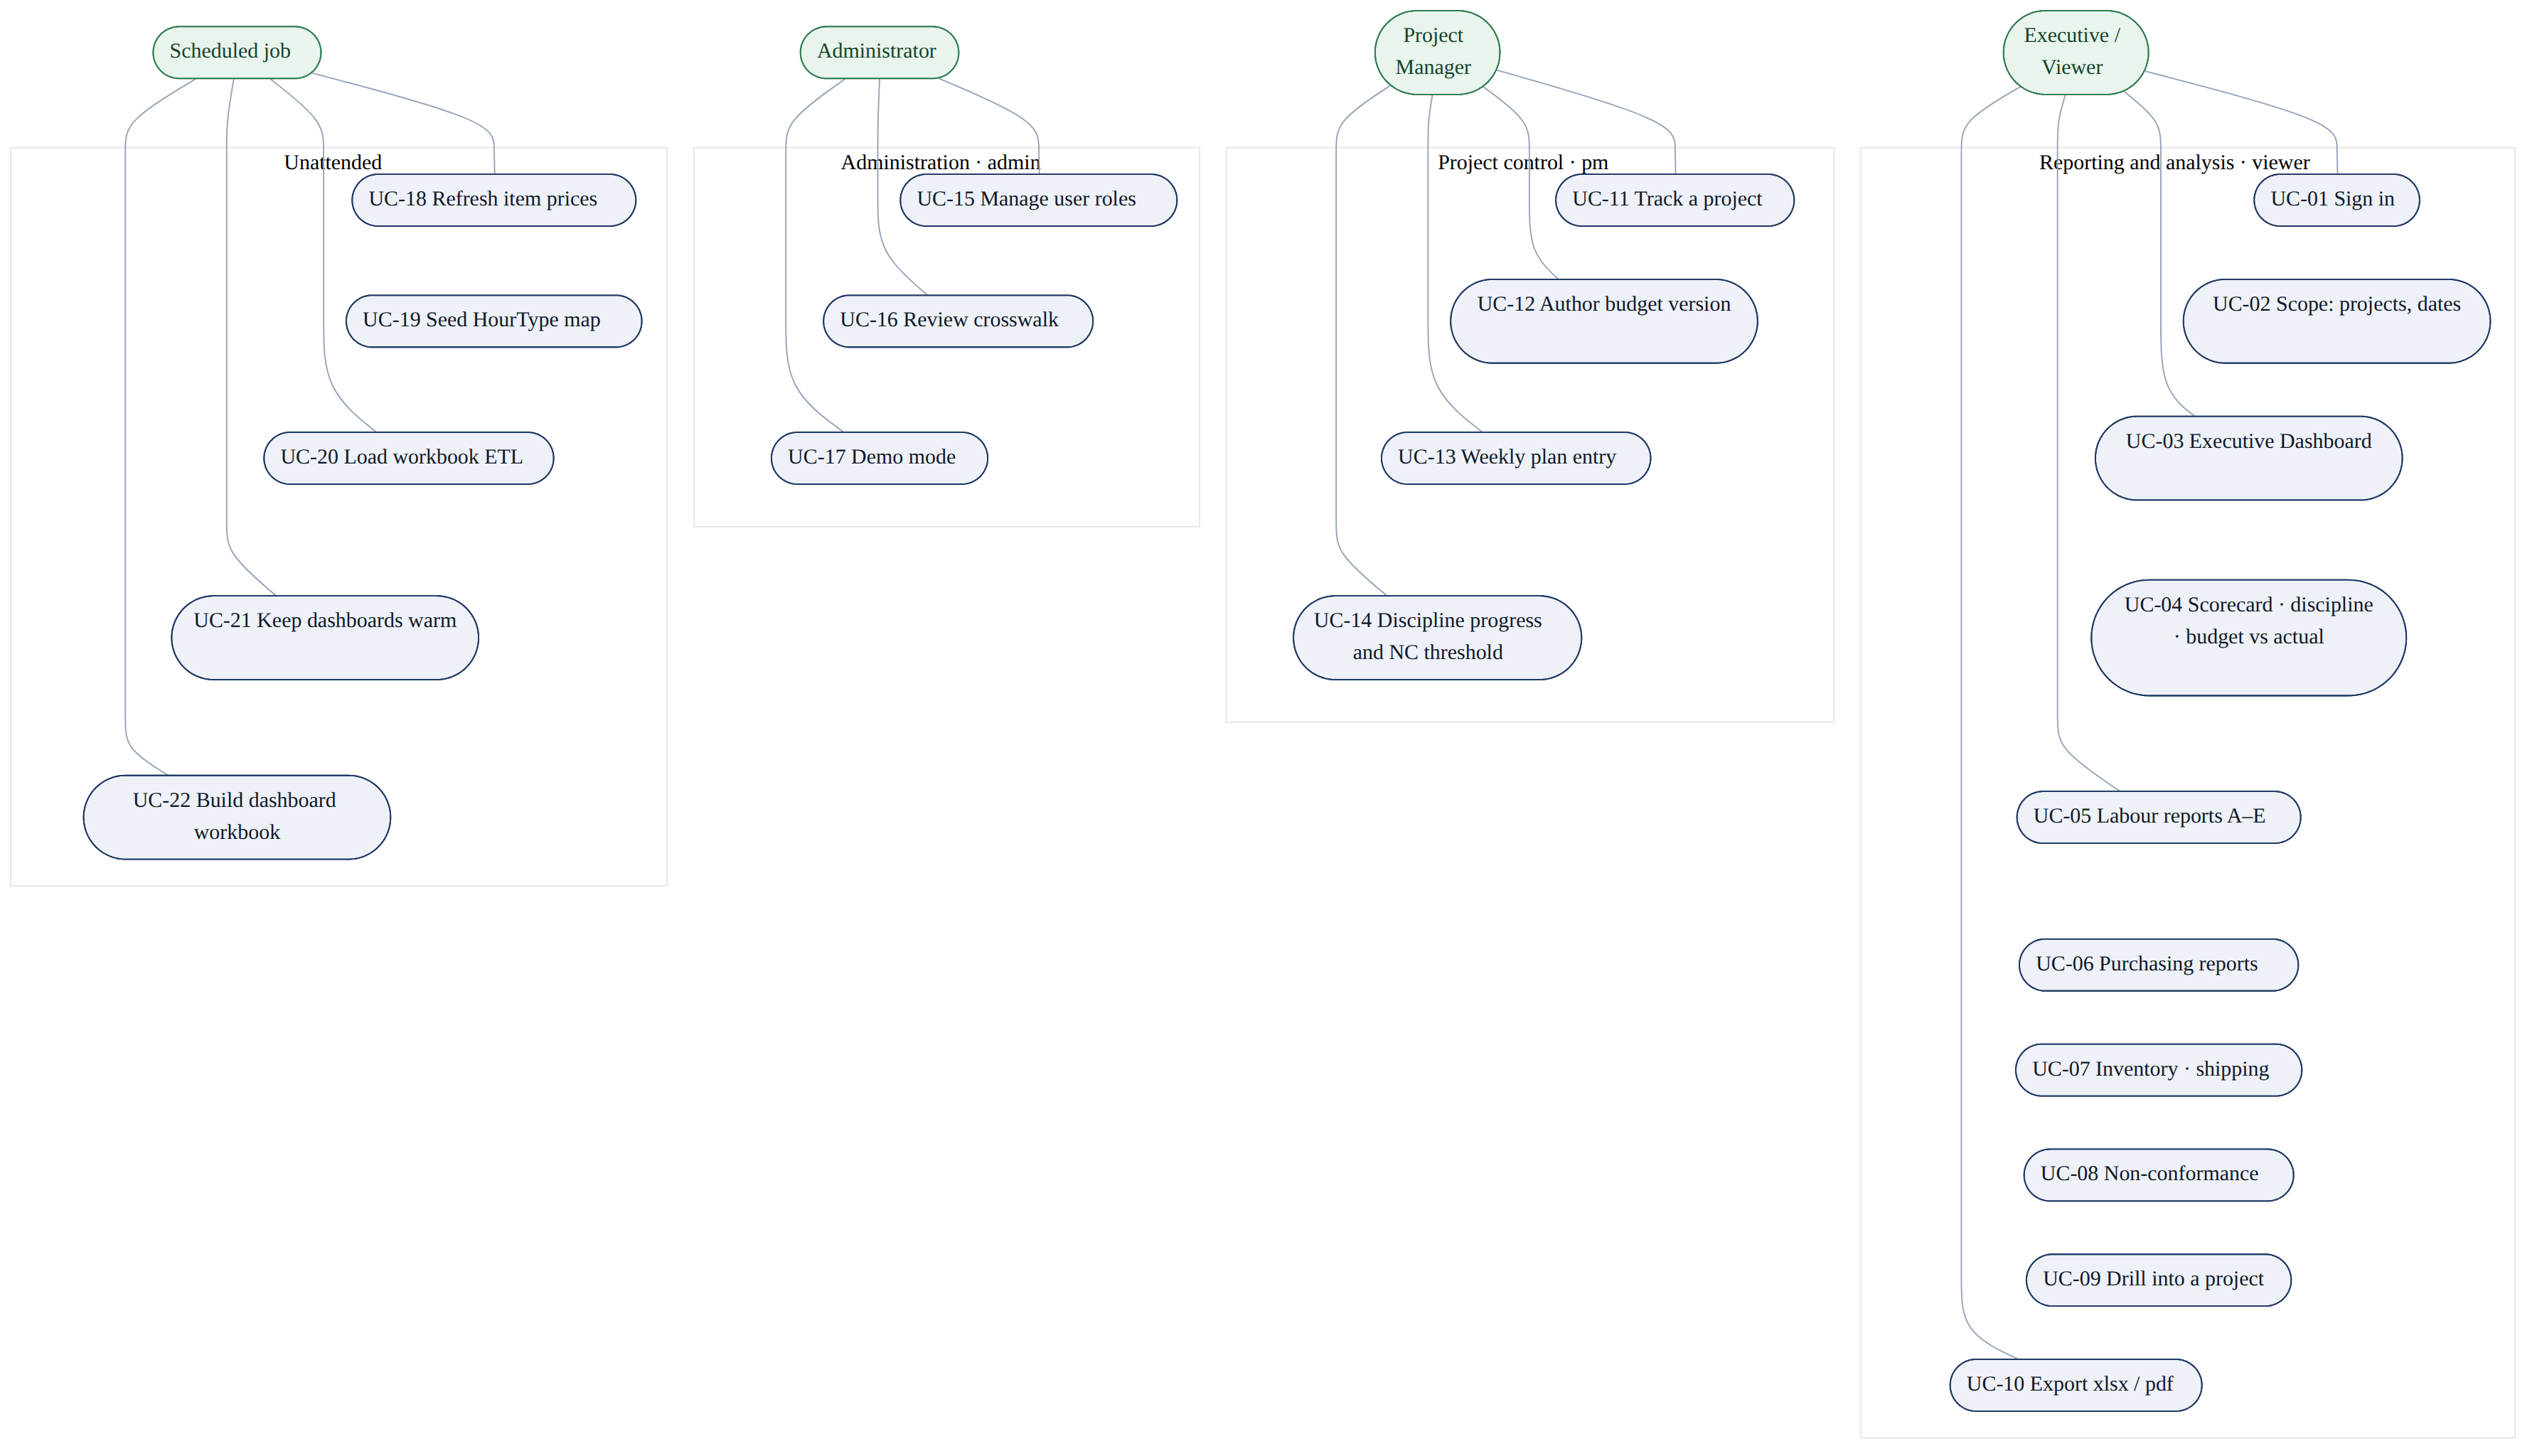 Scheduled job
Administrator
Project
Manager
Executive /
Viewer
Unattended
UC-18 Refresh item prices
UC-19 Seed HourType map
UC-20 Load workbook ETL
UC-21 Keep dashboards warm
UC-22 Build dashboard
workbook
Administration · admin
UC-15 Manage user roles
UC-16 Review crosswalk
UC-17 Demo mode
Project control · pm
UC-11 Track a project
UC-12 Author budget version
UC-13 Weekly plan entry
UC-14 Discipline progress
and NC threshold
Reporting and analysis · viewer
UC-01 Sign in
UC-02 Scope: projects, dates
UC-03 Executive Dashboard
UC-04 Scorecard · discipline
· budget vs actual
UC-05 Labour reports A–E
UC-06 Purchasing reports
UC-07 Inventory · shipping
UC-08 Non-conformance
UC-09 Drill into a project
UC-10 Export xlsx / pdf